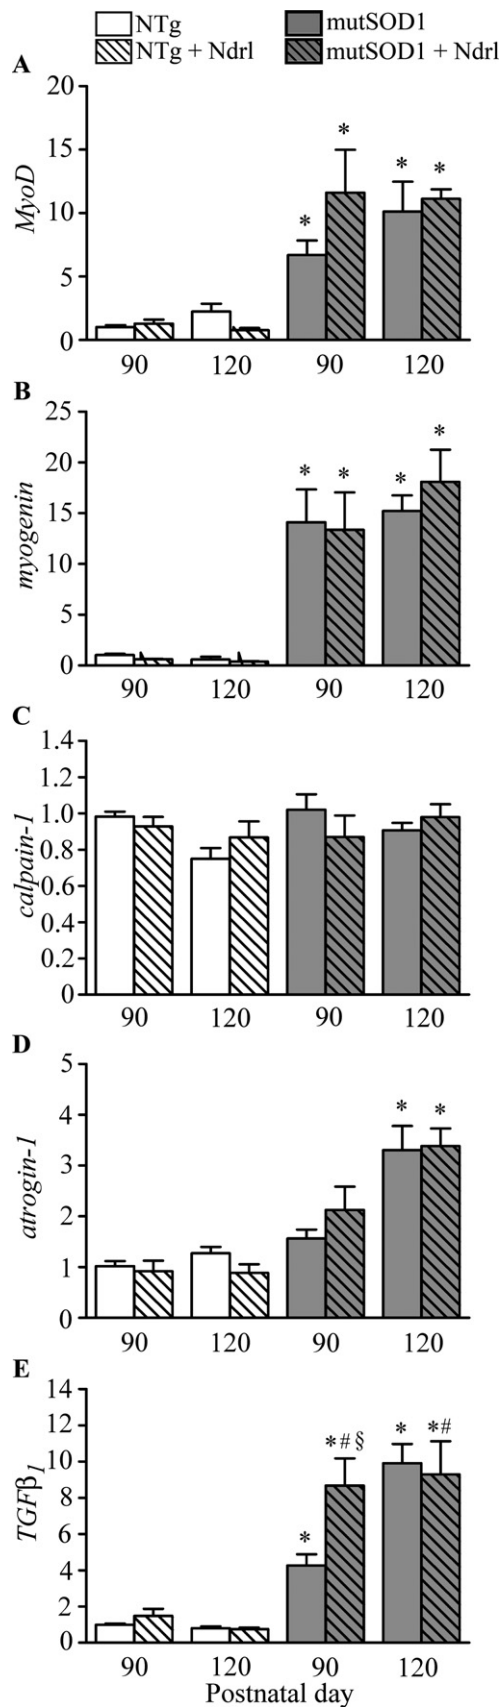 NTg mutSOD1
NTg + Ndrl mutSOD1 + Ndrl
A
20
15
10
5
0
MyoD
* * * *
90 120 90 120
B
25
20
15
10
5
0
myogenin
* * * *
90 120 90 120
C
1.4
1.2
1.0
0.8
0.6
0.4
0.2
0
calpain-1
90 120 90 120
D
5
4
3
2
1
0
atrogin-1
* *
90 120 90 120
E
14
12
10
8
6
4
2
0
TGFβ1
* *#§ * *#
90 120 90 120
Postnatal day